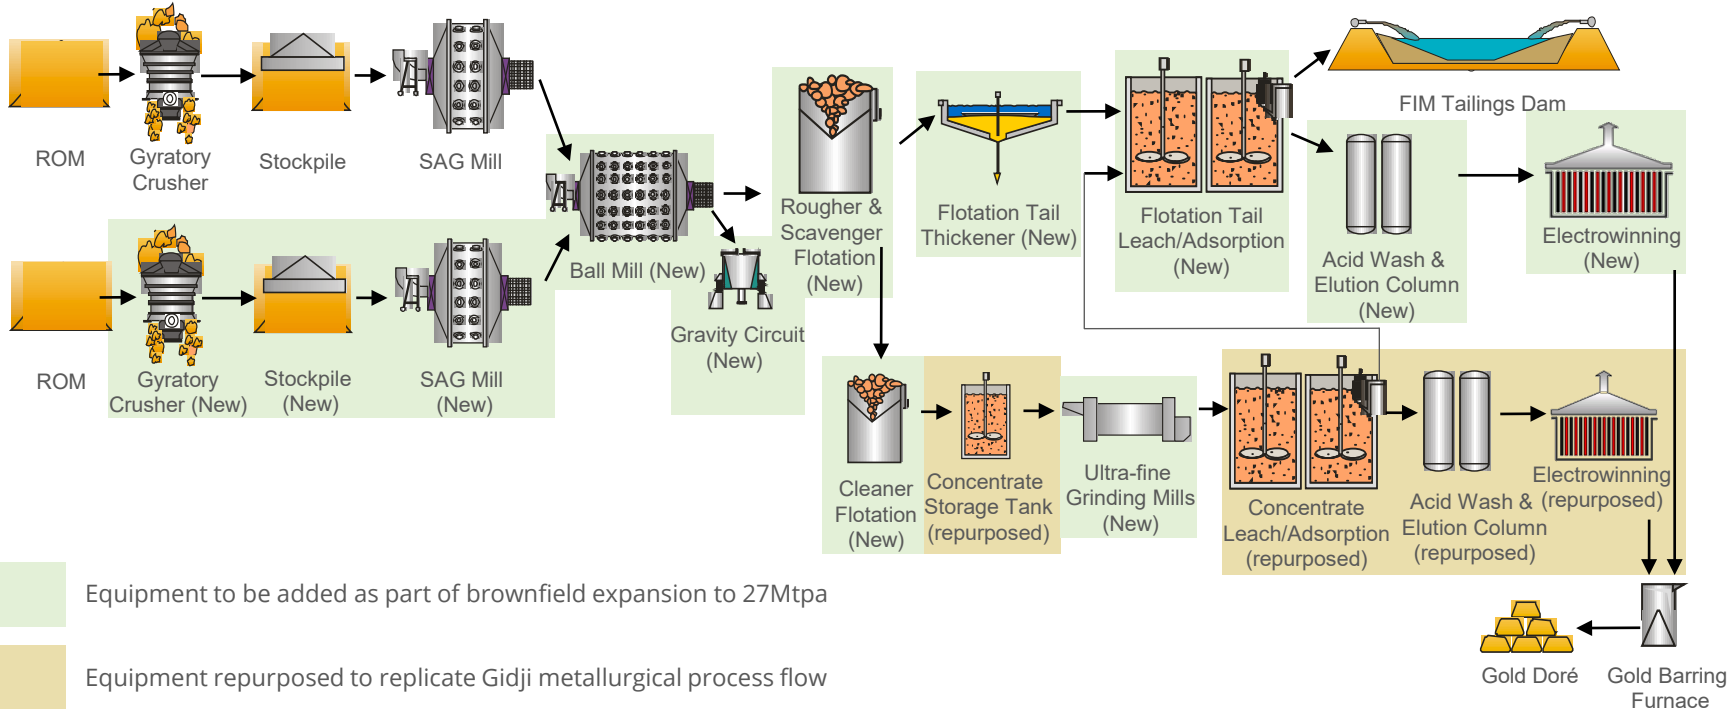 ROM
Gyratory
Crusher
Stockpile
SAG Mill
FIM Tailings Dam
Ball Mill (New)
Rougher &
Scavenger
Flotation
(New)
Flotation Tail
Thickener (New)
Flotation Tail
Leach/Adsorption
(New)
Acid Wash &
Elution Column
(New)
Electrowinning
(New)
ROM
Gyratory
Crusher (New)
Stockpile
(New)
SAG Mill
(New)
Gravity Circuit
(New)
Cleaner
Flotation
(New)
Concentrate
Storage Tank
(repurposed)
Ultra-fine
Grinding Mills
(New)
Concentrate
Leach/Adsorption
(repurposed)
Acid Wash &
Elution Column
(repurposed)
Electrowinning
(repurposed)
Equipment to be added as part of brownfield expansion to 27Mtpa
Equipment repurposed to replicate Gidji metallurgical process flow
Gold Doré
Gold Barring
Furnace